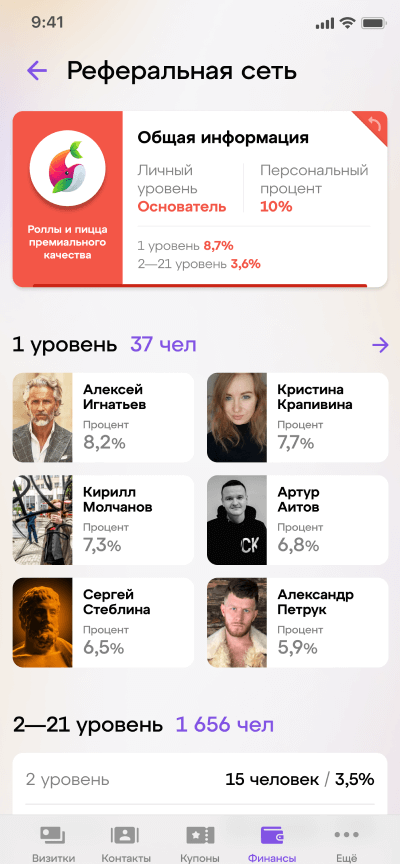 9:41
Реферальная сеть
Роллы и пицца
премиального
качества
Общая информация
Личный
уровень
Основатель
Персональный
процент
10%
1 уровень 8,7%
2—21 уровень 3,6%
1 уровень 37 чел
Алексей
Игнатьев
Процент
8,2%
Кристина
Крапивина
Процент
7,7%
Кирилл
Молчанов
Процент
7,3%
Артур
Аитов
Процент
6,8%
СК
Сергей
Стеблина
Процент
6,5%
Александр
Петрук
Процент
5,9%
2—21 уровень 1 656 чел
2 уровень 15 человек / 3,5%
Визитки Контакты Купоны Финансы Ещё